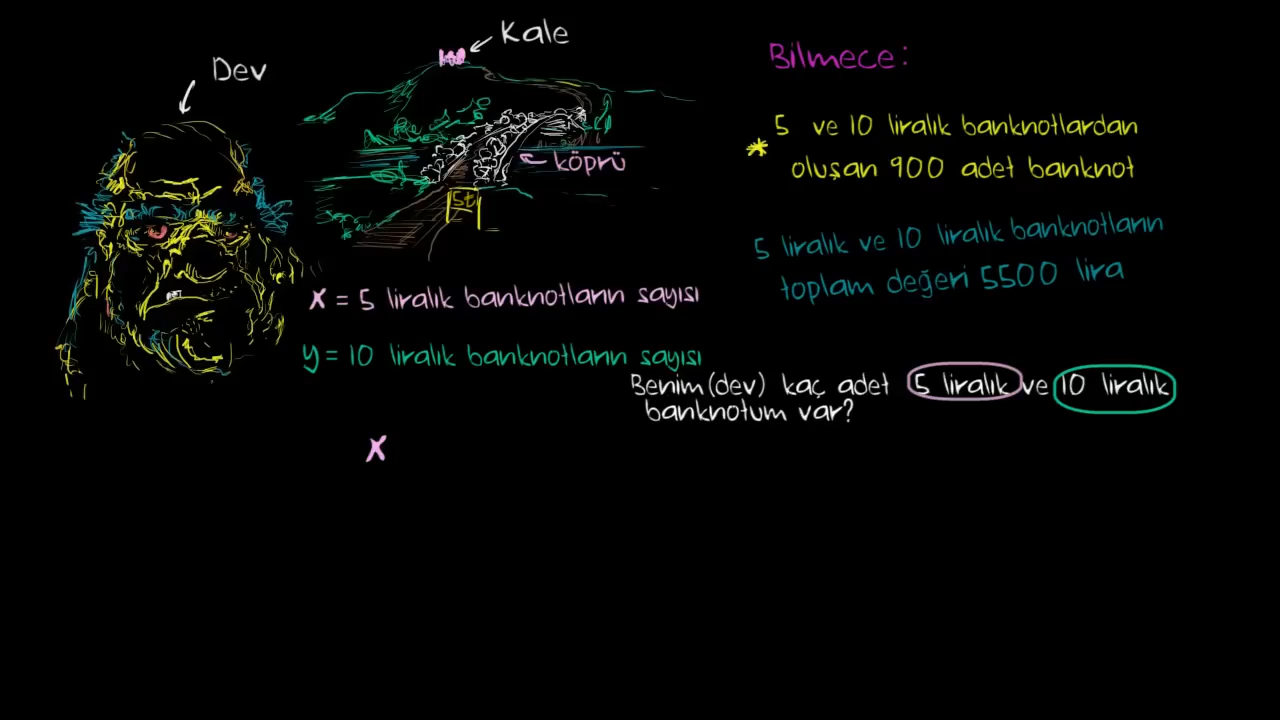 Dev
Kale
köprü
5₺
x = 5 liralık banknotların sayısı
y = 10 liralık banknotların sayısı
x
Bilmece:
* 5 ve 10 liralık banknotlardan
oluşan 900 adet banknot
5 liralık ve 10 liralık banknotların
toplam değeri 5500 lira
Benim (dev) kaç adet 5 liralık ve 10 liralık
banknotum var?